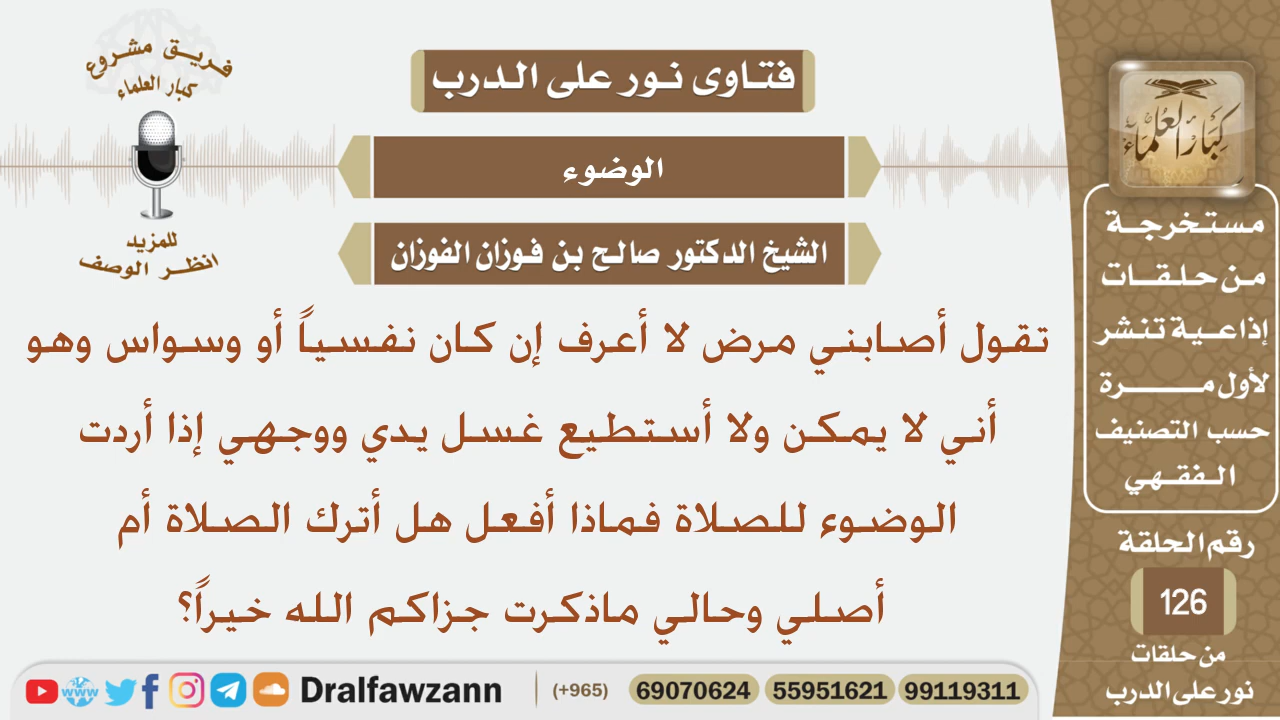 فريق مشروع
كبار العلماء
للمزيد
انظر الوصف
فتاوى نور على الدرب
الوضوء
الشيخ الدكتور صالح بن فوزان الفوزان
تقول أصابني مرض لا أعرف إن كان نفسياً أو وسواس وهو
أني لا يمكن ولا أستطيع غسل يدي ووجهي إذا أردت
الوضوء للصلاة فماذا أفعل هل أترك الصلاة أم
أصلي وحالي ماذكرت جزاكم الله خيراً؟
كبار العلماء
مستخرجة
من حلقات
إذاعية تنشر
لأول مرة
حسب التصنيف
الفقهي
رقم الحلقة
126
من حلقات
نور على الدرب
www
Dralfawzann
(+965)
69070624
55951621
99119311